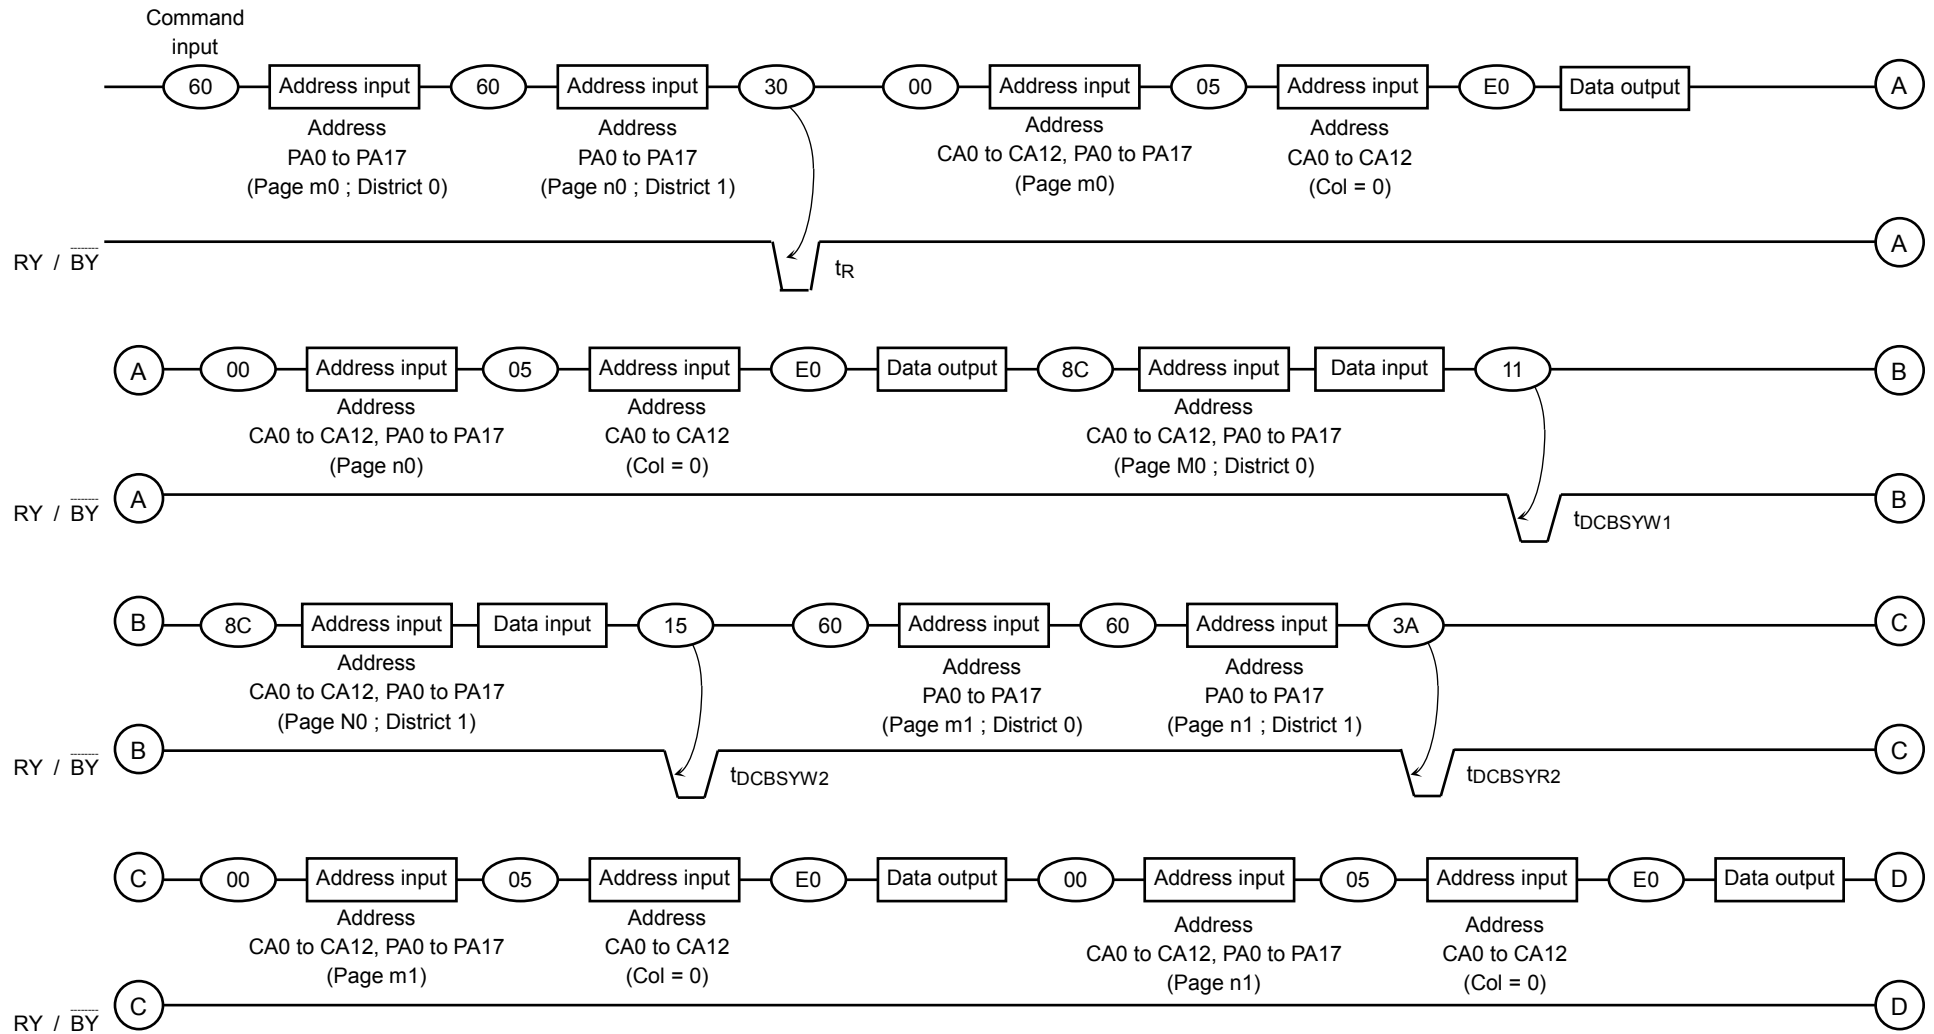 Command
input
60 Address input 60 Address input 30 00 Address input 05 Address input E0 Data output A
Address Address Address Address
PA0 to PA17 PA0 to PA17 CA0 to CA12, PA0 to PA17 CA0 to CA12
(Page m0 ; District 0) (Page n0 ; District 1) (Page m0) (Col = 0)
RY / BY tR A
A 00 Address input 05 Address input E0 Data output 8C Address input Data input 11 B
Address Address Address
CA0 to CA12, PA0 to PA17 CA0 to CA12 CA0 to CA12, PA0 to PA17
(Page n0) (Col = 0) (Page M0 ; District 0)
RY / BY A tDCBSYW1 B
B 8C Address input Data input 15 60 Address input 60 Address input 3A C
Address Address Address
CA0 to CA12, PA0 to PA17 PA0 to PA17 PA0 to PA17
(Page N0 ; District 1) (Page m1 ; District 0) (Page n1 ; District 1)
RY / BY B tDCBSYW2 tDCBSYR2 C
C 00 Address input 05 Address input E0 Data output 00 Address input 05 Address input E0 Data output D
Address Address Address Address
CA0 to CA12, PA0 to PA17 CA0 to CA12 CA0 to CA12, PA0 to PA17 CA0 to CA12
(Page m1) (Col = 0) (Page n1) (Col = 0)
RY / BY C D